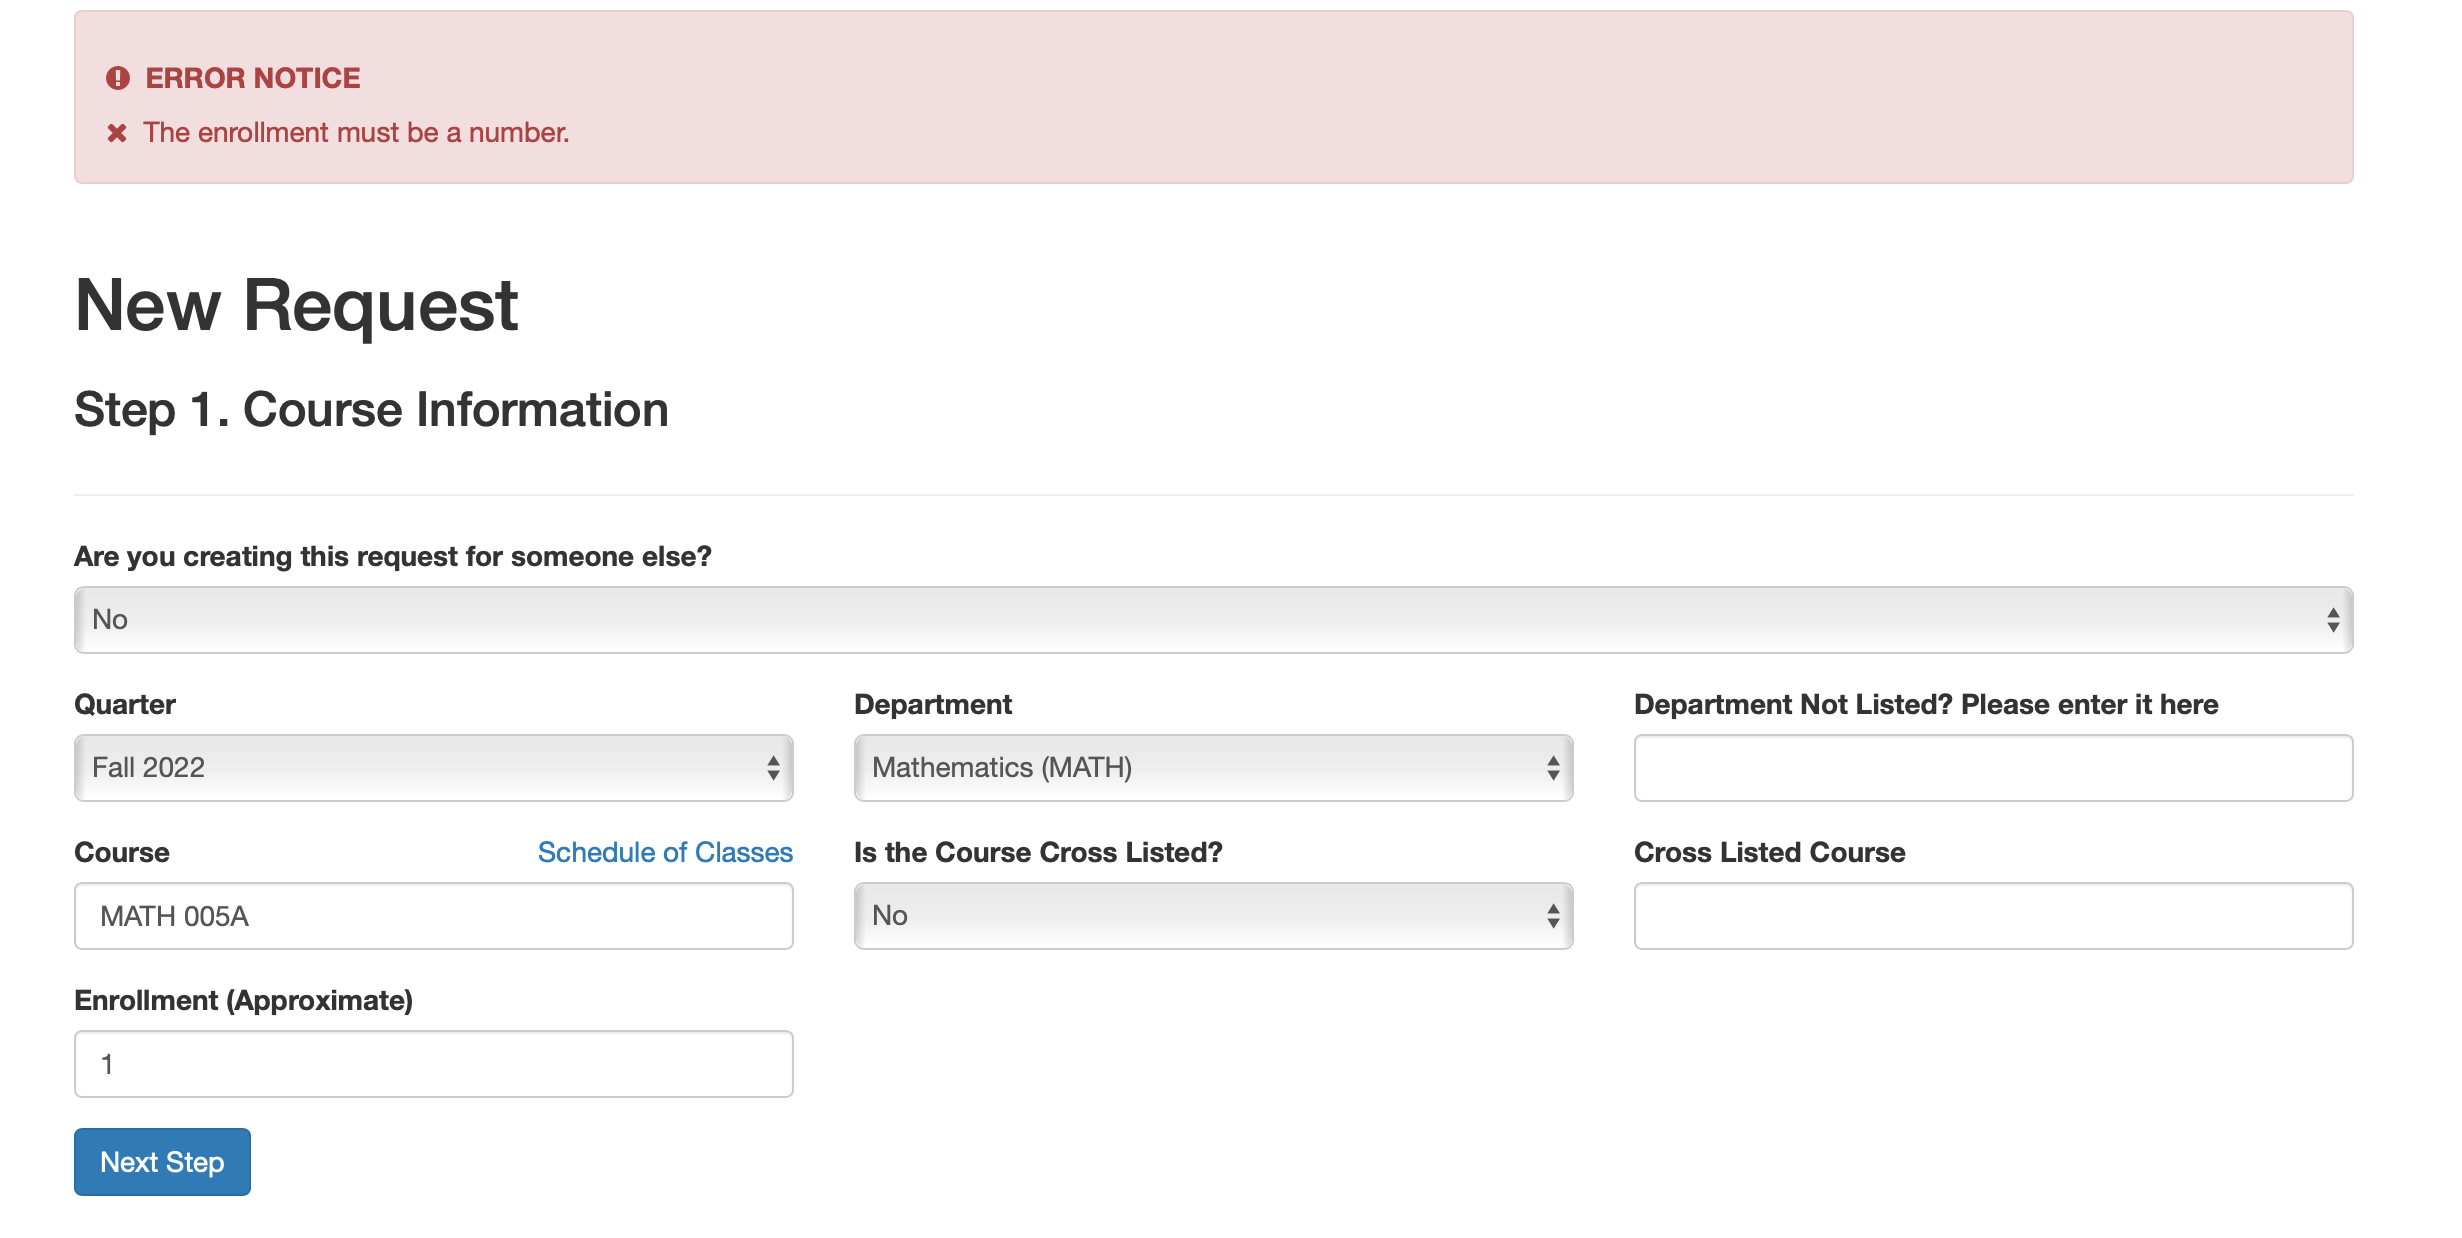 ERROR NOTICE
The enrollment must be a number.
New Request
Step 1. Course Information
Are you creating this request for someone else?
No
Quarter
Department
Department Not Listed? Please enter it here
Fall 2022
Mathematics (MATH)
Course
Schedule of Classes
Is the Course Cross Listed?
Cross Listed Course
MATH 005A
No
Enrollment (Approximate)
1
Next Step